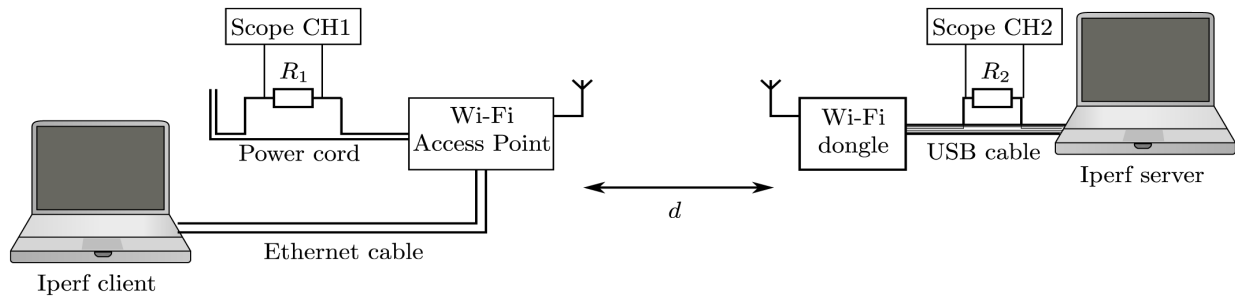 Scope CH1
R1
Wi-Fi
Access Point
Power cord
Ethernet cable
Iperf client
d
Scope CH2
R2
Wi-Fi
dongle
USB cable
Iperf server